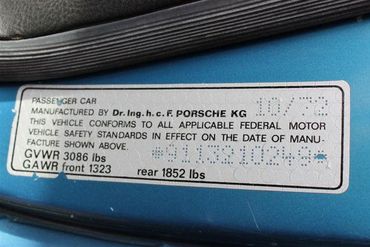 PASSENGER CAR
MANUFACTURED BY Dr. Ing. h. c. F. PORSCHE KG 10/72
THIS VEHICLE CONFORMS TO ALL APPLICABLE FEDERAL MOTOR
VEHICLE SAFETY STANDARDS IN EFFECT ON THE DATE OF MANU-
FACTURE SHOWN ABOVE.
GVWR 3086 lbs *9113210249*
GAWR front 1323 rear 1852 lbs